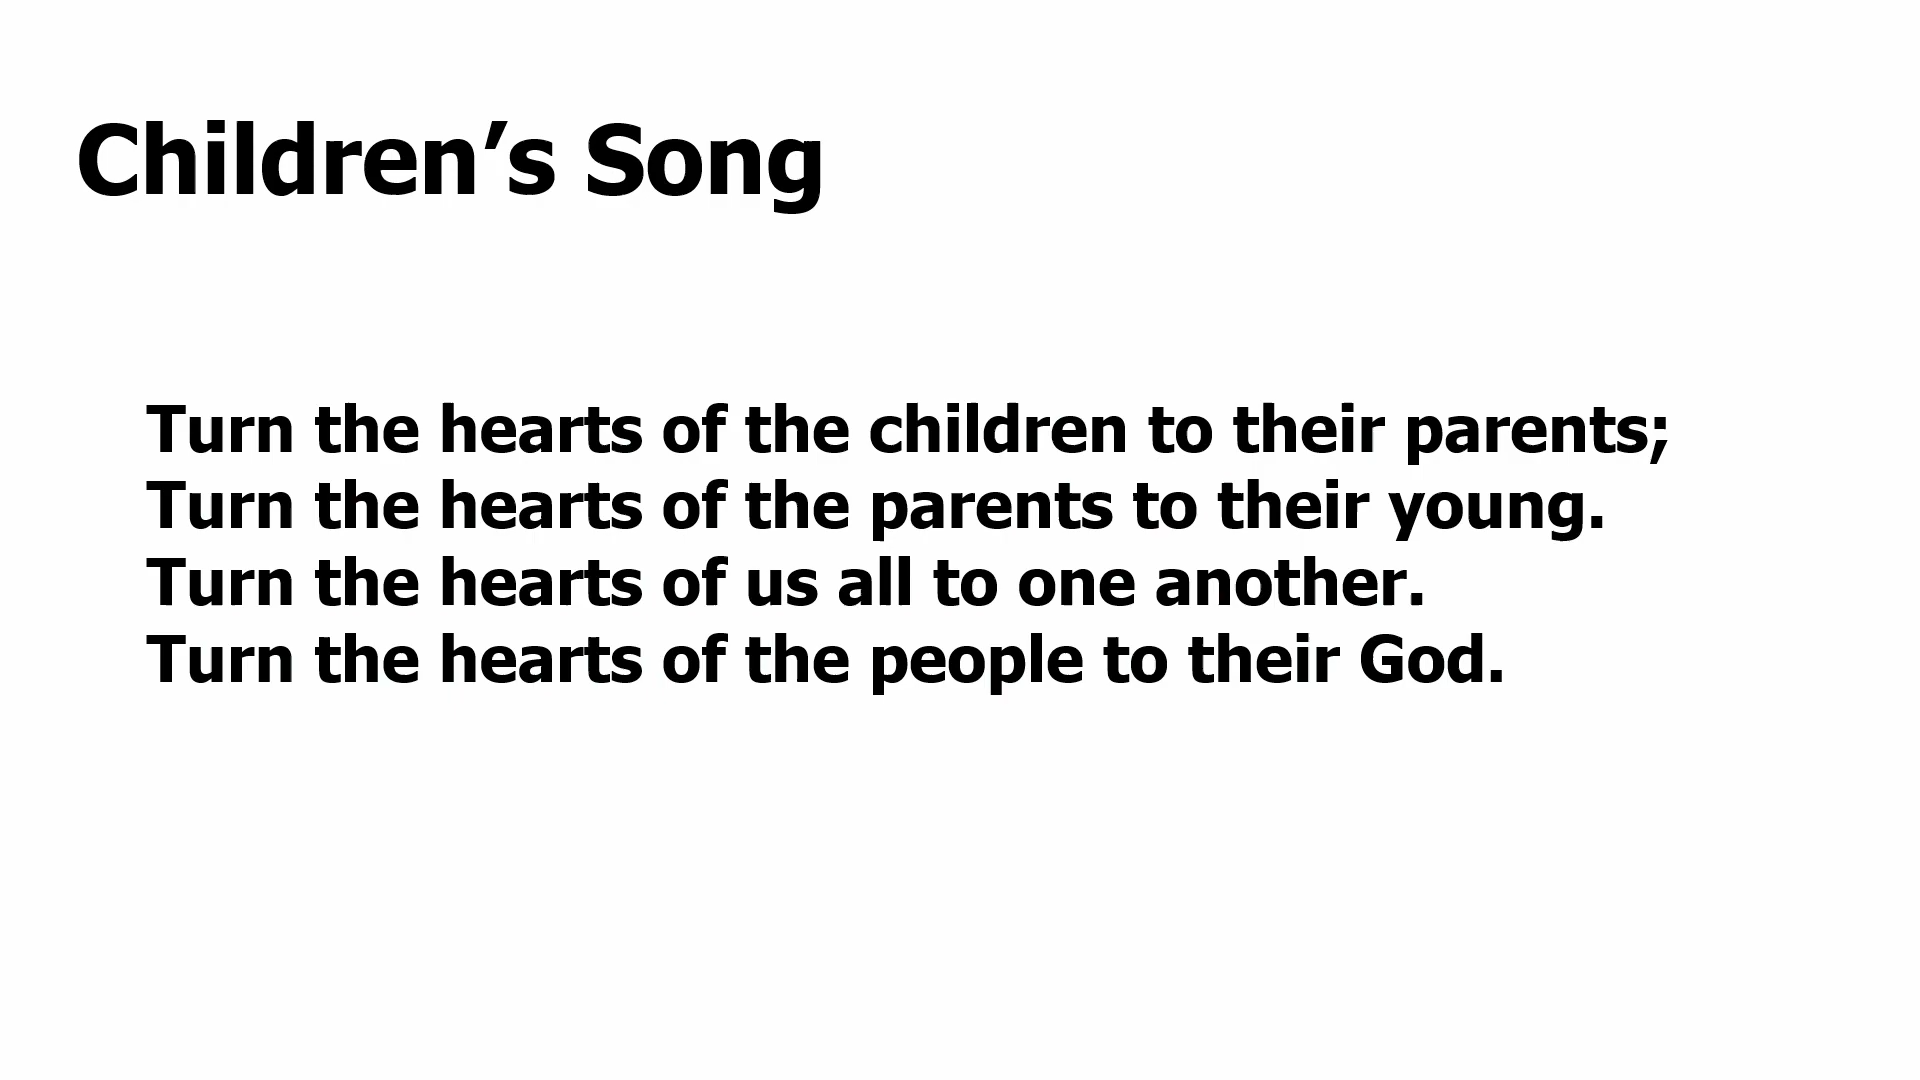 Children’s Song
Turn the hearts of the children to their parents;
Turn the hearts of the parents to their young.
Turn the hearts of us all to one another.
Turn the hearts of the people to their God.